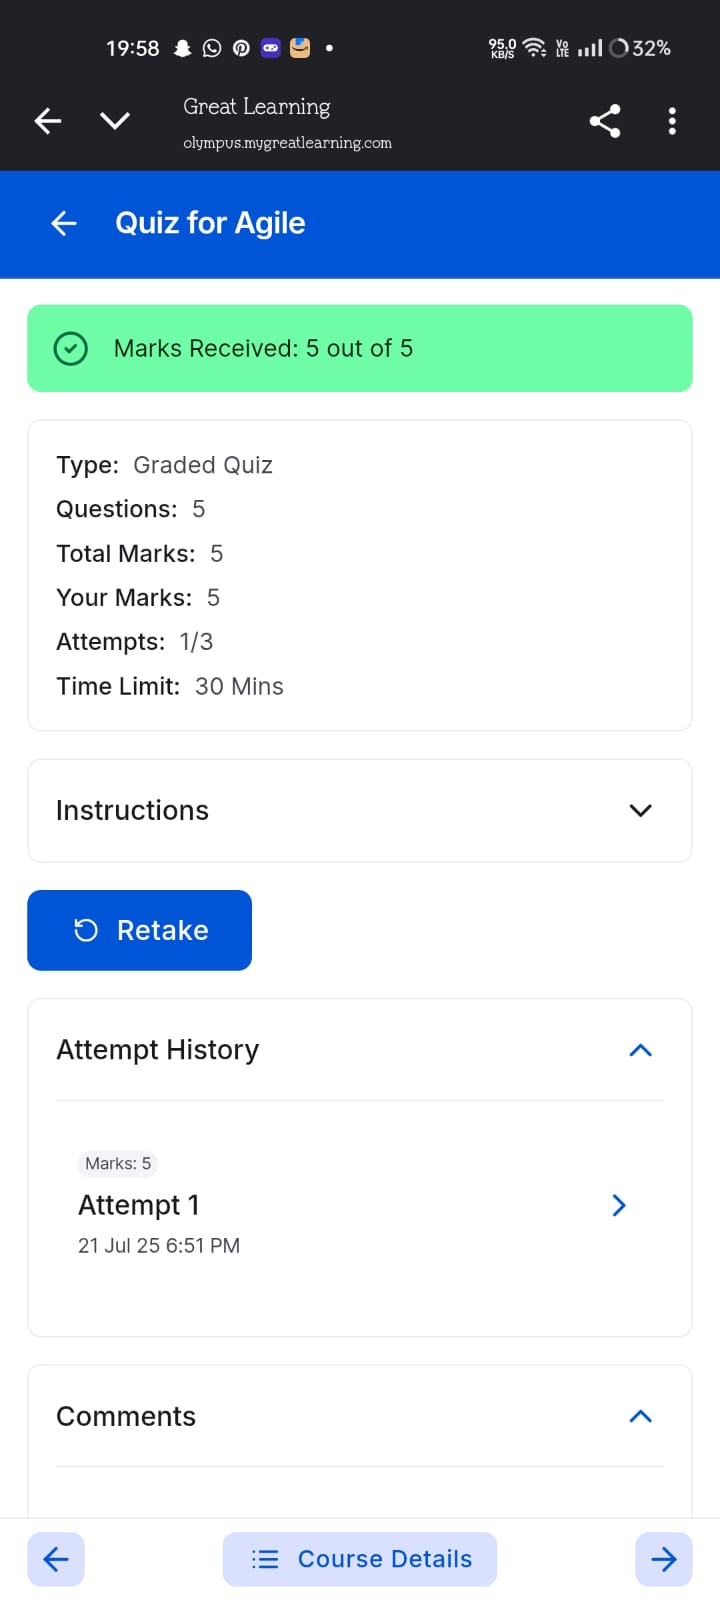 19:58
95.0 KB/S Vo LTE 32%
Great Learning
olympus.mygreatlearning.com
Quiz for Agile
Marks Received: 5 out of 5
Type: Graded Quiz
Questions: 5
Total Marks: 5
Your Marks: 5
Attempts: 1/3
Time Limit: 30 Mins
Instructions
Retake
Attempt History
Marks: 5
Attempt 1
21 Jul 25 6:51 PM
Comments
Course Details